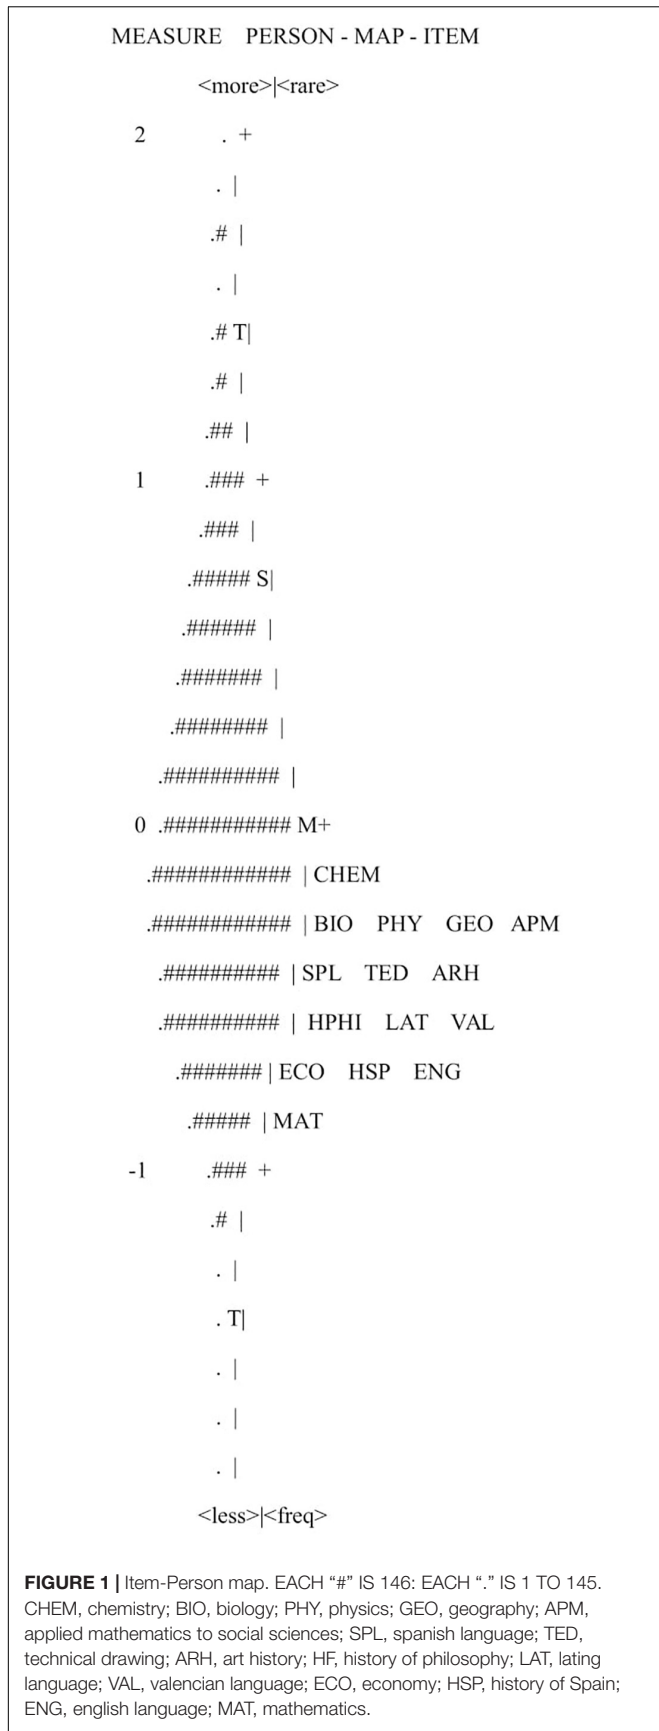 MEASURE PERSON - MAP - ITEM
<more>|<rare>
2 . +
. |
.# |
. |
.# T|
.# |
.## |
1 .### +
.### |
.##### S|
.###### |
.####### |
.######## |
.########## |
0 .########### M+
.############ | CHEM
.############ | BIO PHY GEO APM
.########## | SPL TED ARH
.########## | HPHI LAT VAL
.####### | ECO HSP ENG
.##### | MAT
-1 .### +
.# |
. |
. T|
. |
. |
. |
<less>|<freq>
FIGURE 1 | Item-Person map. EACH “#” IS 146: EACH “.” IS 1 TO 145.
CHEM, chemistry; BIO, biology; PHY, physics; GEO, geography; APM,
applied mathematics to social sciences; SPL, spanish language; TED,
technical drawing; ARH, art history; HF, history of philosophy; LAT, lating
language; VAL, valencian language; ECO, economy; HSP, history of Spain;
ENG, english language; MAT, mathematics.